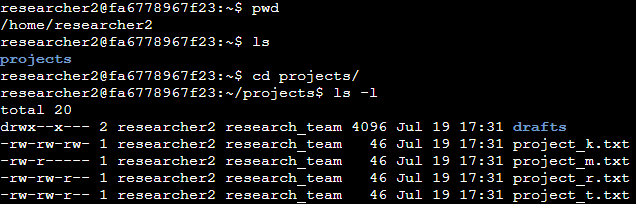 researcher2@fa6778967f23:~$ pwd
/home/researcher2
researcher2@fa6778967f23:~$ ls
projects
researcher2@fa6778967f23:~$ cd projects/
researcher2@fa6778967f23:~/projects$ ls -l
total 20
drwx--x--- 2 researcher2 research_team 4096 Jul 19 17:31 drafts
-rw-rw-rw- 1 researcher2 research_team   46 Jul 19 17:31 project_k.txt
-rw-r----- 1 researcher2 research_team   46 Jul 19 17:31 project_m.txt
-rw-rw-r-- 1 researcher2 research_team   46 Jul 19 17:31 project_r.txt
-rw-rw-r-- 1 researcher2 research_team   46 Jul 19 17:31 project_t.txt